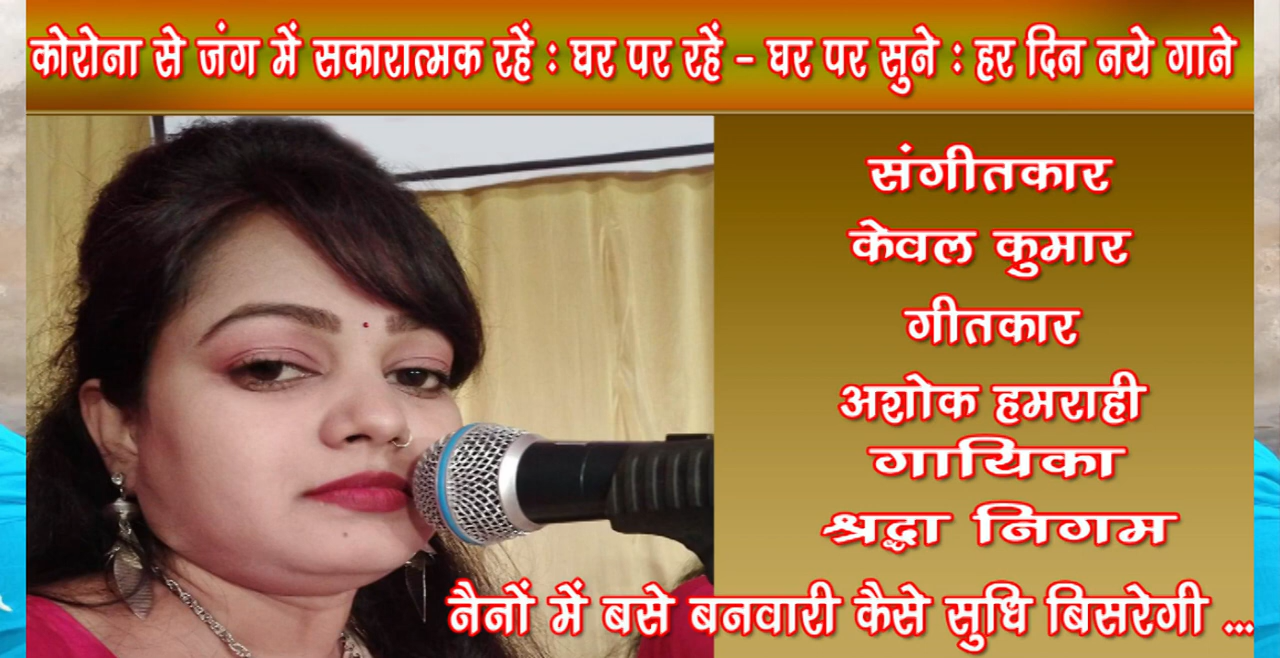 कोरोना से जंग में सकारात्मक रहें : घर पर रहें – घर पर सुने : हर दिन नये गाने
संगीतकार
केवल कुमार
गीतकार
अशोक हमराही
गायिका
श्रद्धा निगम
नैनों में बसे बनवारी कैसे सुधि बिसरेगी ...